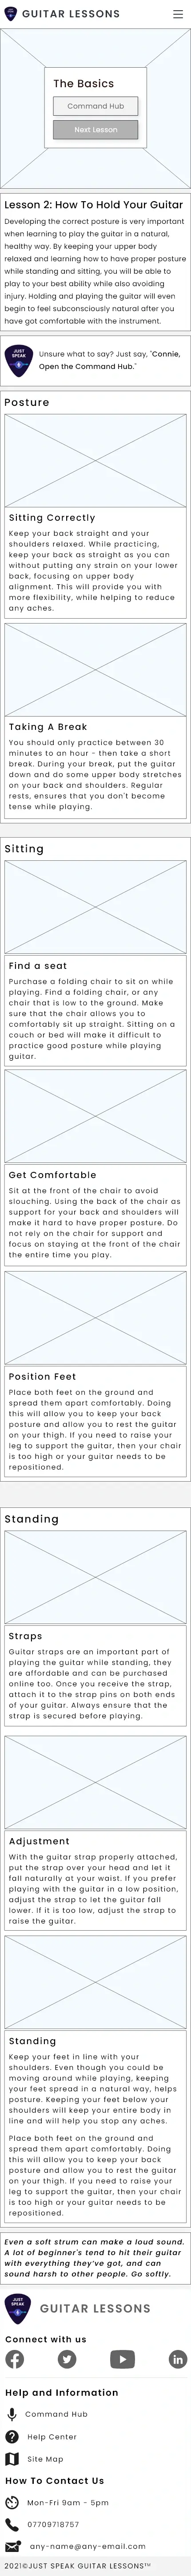 JUST SPEAK
GUITAR LESSONS
The Basics
Command Hub
Next Lesson
Lesson 2: How To Hold Your Guitar
Developing the correct posture is very important
when learning to play the guitar in a natural,
healthy way. By keeping your upper body
relaxed and learning how to have proper posture
while standing and sitting, you will be able to
play to your best ability while also avoiding
injury. Holding and playing the guitar will even
begin to feel subconsciously natural after you
have got comfortable with the instrument.
JUST
SPEAK
Unsure what to say? Just say, "Connie,
Open the Command Hub."
Posture
Sitting Correctly
Keep your back straight and your
shoulders relaxed. While practicing,
keep your back as straight as you can
without putting any strain on your lower
back, focusing on upper body
alignment. This will provide you with
more flexibility, while helping to reduce
any aches.
Taking A Break
You should only practice between 30
minutes to an hour - then take a short
break. During your break, put the guitar
down and do some upper body stretches
on your back and shoulders. Regular
rests, ensures that you don't become
tense while playing.
Sitting
Find a seat
Purchase a folding chair to sit on while
playing. Find a folding chair, or any
chair that is low to the ground. Make
sure that the chair allows you to
comfortably sit up straight. Sitting on a
couch or bed will make it difficult to
practice good posture while playing
guitar.
Get Comfortable
Sit at the front of the chair to avoid
slouching. Using the back of the chair as
support for your back and shoulders will
make it hard to have proper posture. Do
not rely on the chair for support and
focus on staying at the front of the chair
the entire time you play.
Position Feet
Place both feet on the ground and
spread them apart comfortably. Doing
this will allow you to keep your back
posture and allow you to rest the guitar
on your thigh. If you need to raise your
leg to support the guitar, then your chair
is too high or your guitar needs to be
repositioned.
Standing
Straps
Guitar straps are an important part of
playing the guitar while standing, they
are affordable and can be purchased
online too. Once you receive the strap,
attach it to the strap pins on both ends
of your guitar. Always ensure that the
strap is secured before playing.
Adjustment
With the guitar strap properly attached,
put the strap over your head and let it
fall naturally at your waist. If you prefer
playing with the guitar in a low position,
adjust the strap to let the guitar fall
lower. If it is too low, adjust the strap to
raise the guitar.
Standing
Keep your feet in line with your
shoulders. Even though you could be
moving around while playing, keeping
your feet spread in a natural way, helps
posture. Keeping your feet below your
shoulders will keep your entire body in
line and will help you stop any aches.
Place both feet on the ground and
spread them apart comfortably. Doing
this will allow you to keep your back
posture and allow you to rest the guitar
on your thigh. If you need to raise your
leg to support the guitar, then your chair
is too high or your guitar needs to be
repositioned.
Even a soft strum can make a loud sound.
A lot of beginner's tend to hit their guitar
with everything they've got, and can
sound harsh to other people. Go softly.
JUST
SPEAK
GUITAR LESSONS
Connect with us
Help and Information
Command Hub
Help Center
Site Map
How To Contact Us
Mon-Fri 9am - 5pm
07709718757
any-name@any-email.com
2021©JUST SPEAK GUITAR LESSONS™